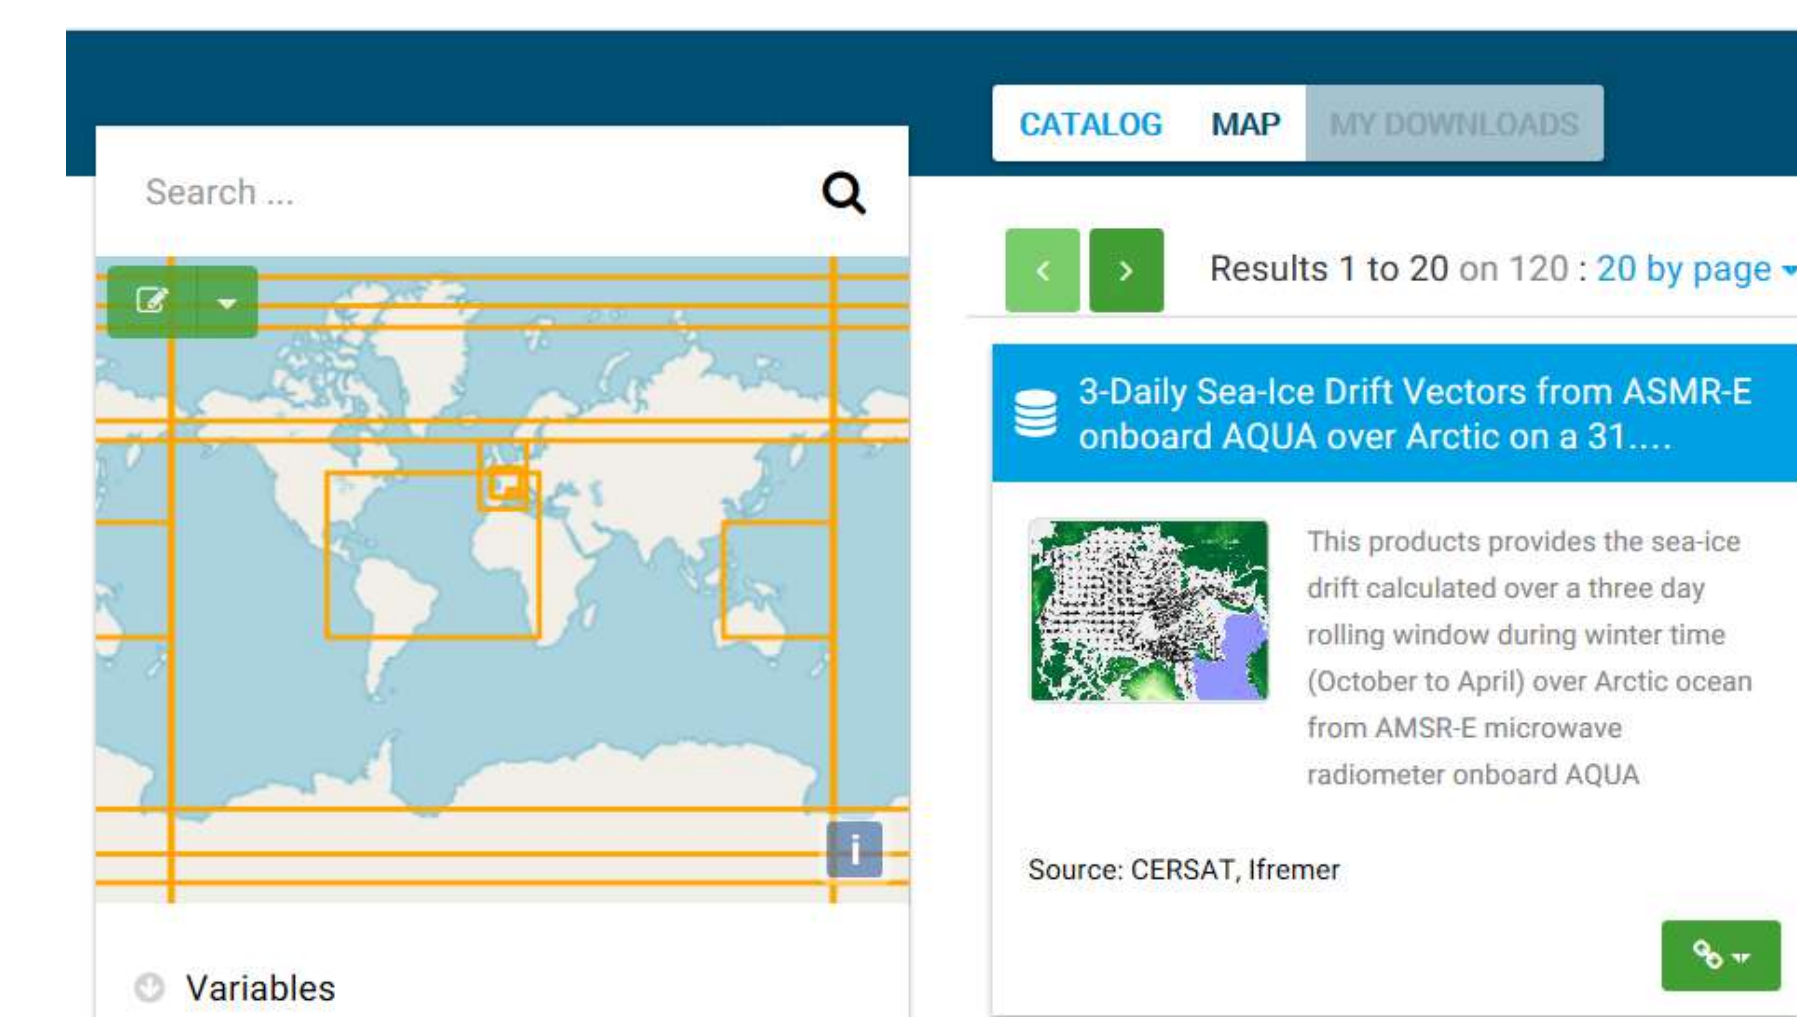 CATALOG MAP MY DOWNLOADS
Search ...
Results 1 to 20 on 120 : 20 by page
3-Daily Sea-Ice Drift Vectors from ASMR-E
onboard AQUA over Arctic on a 31....
This products provides the sea-ice
drift calculated over a three day
rolling window during winter time
(October to April) over Arctic ocean
from AMSR-E microwave
radiometer onboard AQUA
i
Source: CERSAT, Ifremer
Variables